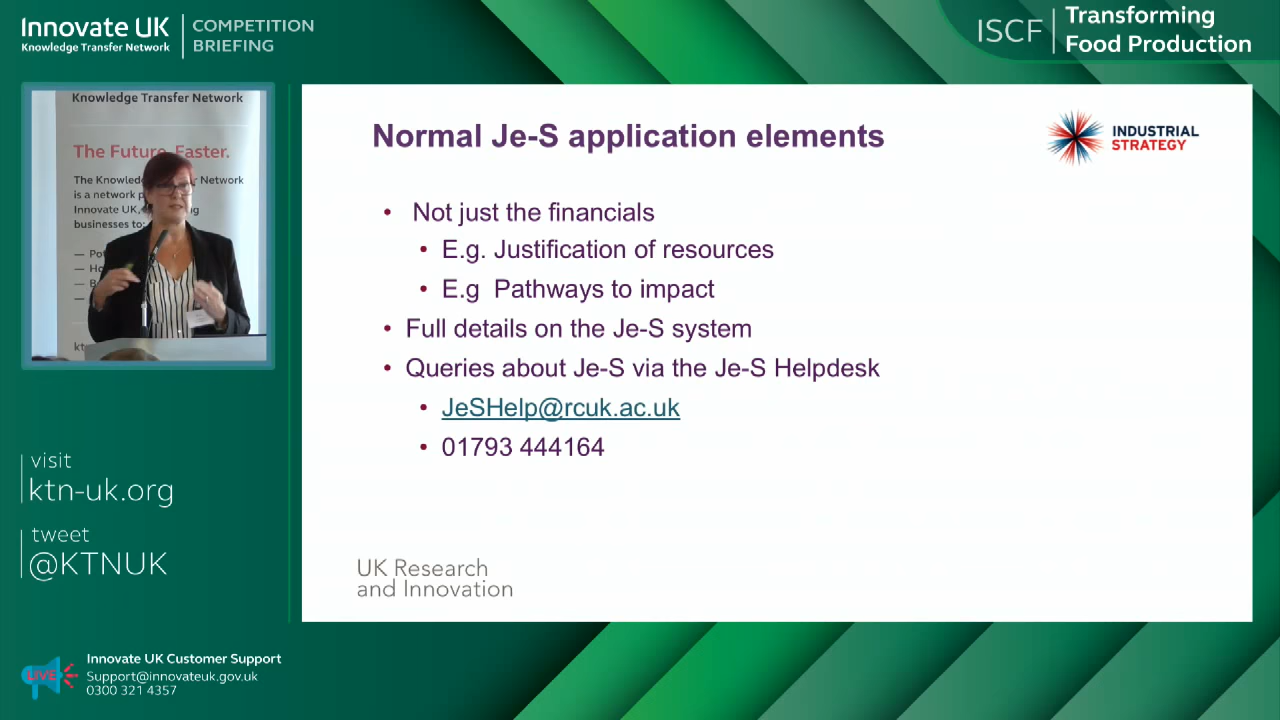 Innovate UK
Knowledge Transfer Network
COMPETITION
BRIEFING
ISCF
Transforming
Food Production
Knowledge Transfer Network
The Future Faster.
The Network
is a network
Innovate UK,
businesses to
Normal Je-S application elements
INDUSTRIAL
STRATEGY
• Not just the financials
• E.g. Justification of resources
• E.g Pathways to impact
• Full details on the Je-S system
• Queries about Je-S via the Je-S Helpdesk
• JeSHelp@rcuk.ac.uk
• 01793 444164
UK Research
and Innovation
visit
ktn-uk.org
tweet
@KTNUK
LIVE
Innovate UK Customer Support
Support@innovateuk.gov.uk
0300 321 4357